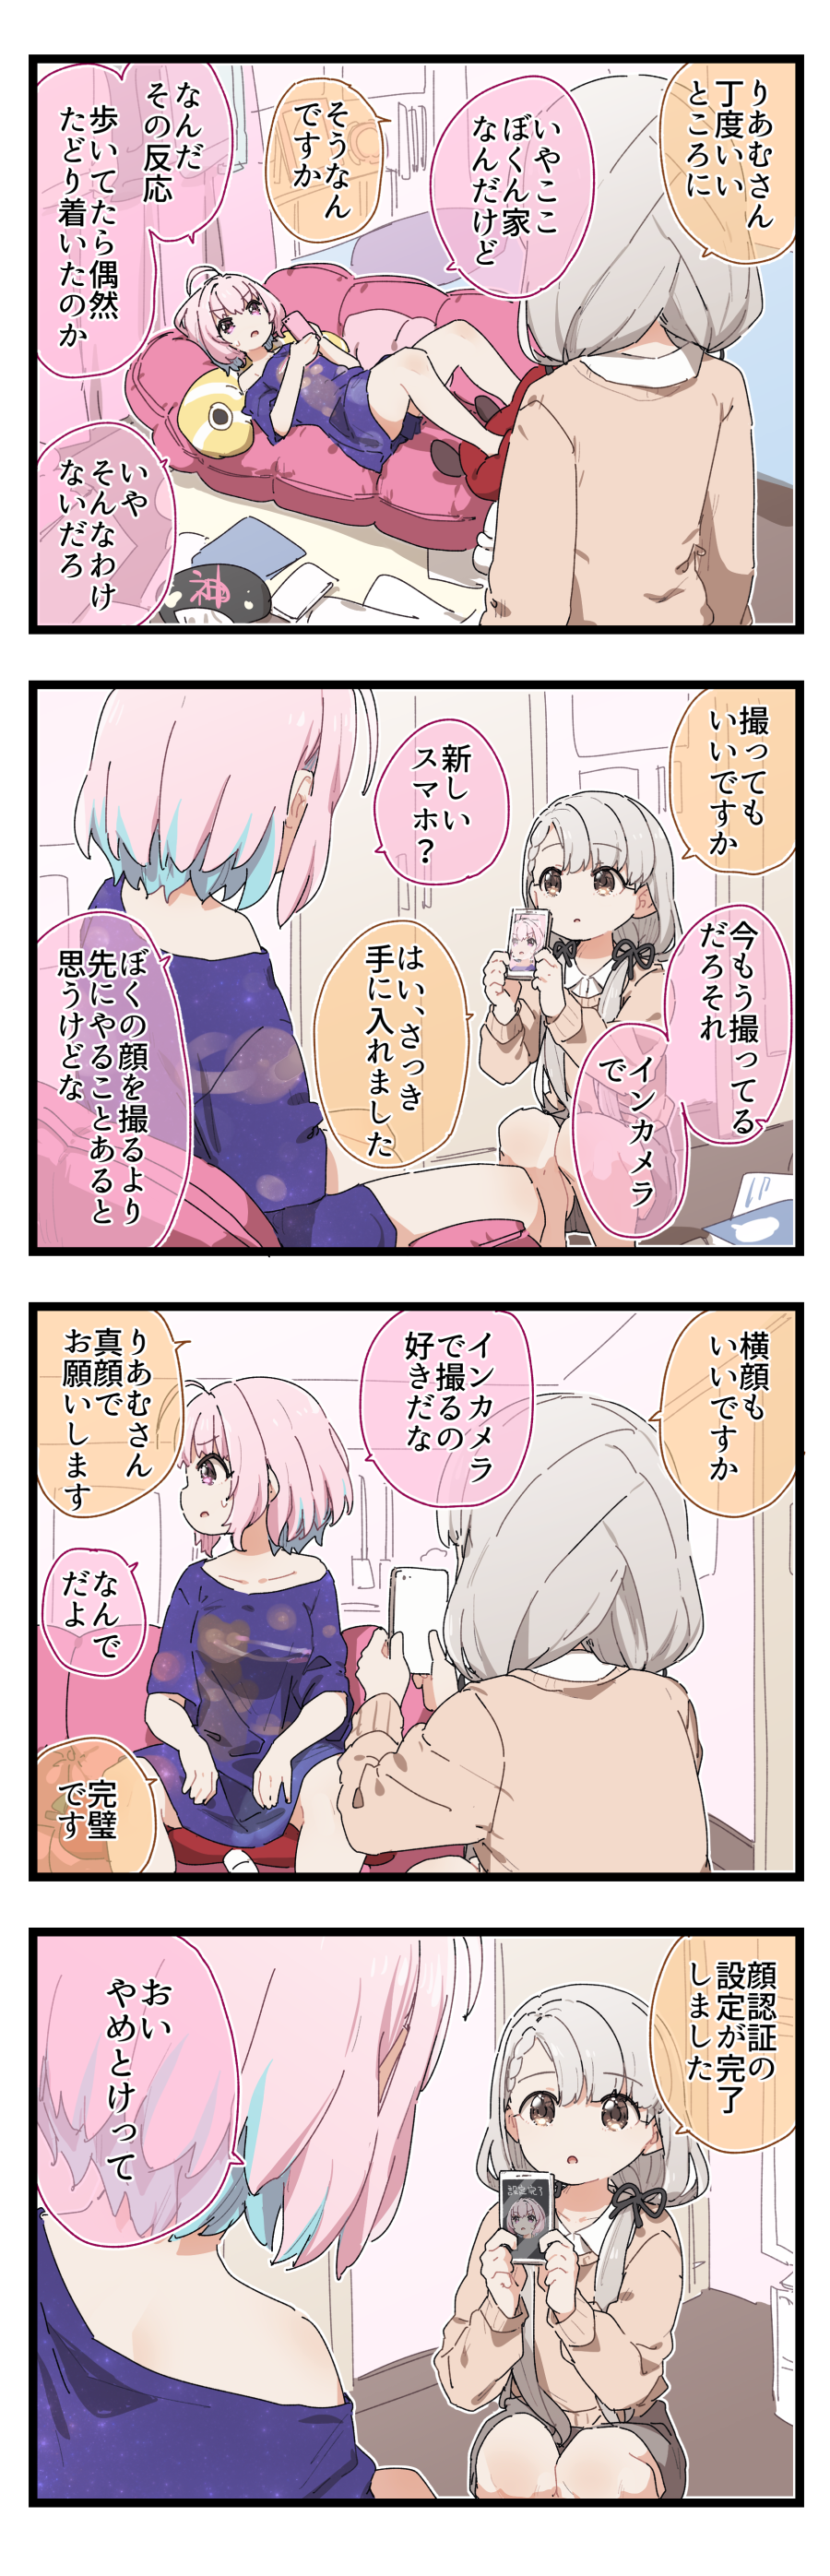 りあむさん
丁度いい
ところに
いやここ
ぼくん家
なんだけど
そうなん
ですか
なんだ
その反応
歩いてたら偶然
たどり着いたのか
いや
そんなわけ
ないだろ
神
撮っても
いいですか
今もう撮ってる
だろそれ
インカメラ
で
新しい
スマホ？
はい、さっき
手に入れました
ぼくの顔を撮るより
先にやることあると
思うけどな
横顔も
いいですか
インカメラ
で撮るの
好きだな
りあむさん
真顔で
お願いします
なんで
だよ
完璧
です
顔認証の
設定が完了
しました
設定完了
おい
やめとけって